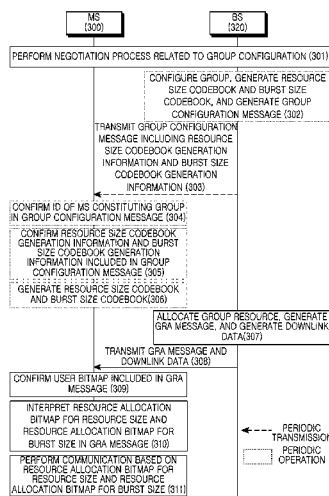 MS
(300)
BS
(320)
PERFORM NEGOTIATION PROCESS RELATED TO GROUP CONFIGURATION (301)
CONFIGURE GROUP, GENERATE RESOURCE
SIZE CODEBOOK AND BURST SIZE
CODEBOOK, AND GENERATE GROUP
CONFIGURATION MESSAGE (302)
TRANSMIT GROUP CONFIGURATION
MESSAGE INCLUDING RESOURCE
SIZE CODEBOOK GENERATION
INFORMATION AND BURST SIZE
CODEBOOK GENERATION
INFORMATION (303)
CONFIRM ID OF MS CONSTITUTING GROUP
IN GROUP CONFIGURATION MESSAGE (304)
CONFIRM RESOURCE SIZE CODEBOOK
GENERATION INFORMATION AND BURST
SIZE CODEBOOK GENERATION
INFORMATION INCLUDED IN GROUP
CONFIGURATION MESSAGE (305)
GENERATE RESOURCE SIZE CODEBOOK
AND BURST SIZE CODEBOOK(306)
ALLOCATE GROUP RESOURCE, GENERATE
GRA MESSAGE, AND GENERATE DOWNLINK
DATA(307)
TRANSMIT GRA MESSAGE AND
DOWNLINK DATA (308)
CONFIRM USER BITMAP INCLUDED IN GRA
MESSAGE (309)
INTERPRET RESOURCE ALLOCATION
BITMAP FOR RESOURCE SIZE AND
RESOURCE ALLOCATION BITMAP FOR
BURST SIZE IN GRA MESSAGE (310)
PERIODIC
TRANSMISSION
PERIODIC
OPERATION
PERFORM COMMUNICATION BASED ON
RESOURCE ALLOCATION BITMAP FOR
RESOURCE SIZE AND RESOURCE
ALLOCATION BITMAP FOR BURST SIZE (311)